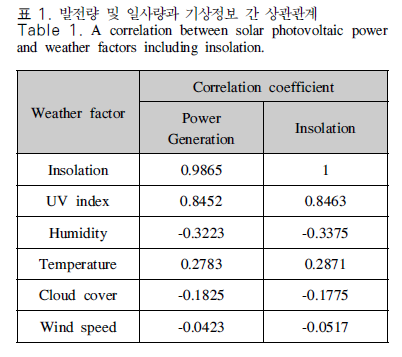 표 1. 발전량 및 일사량과 기상정보 간 상관관계
Table 1. A correlation between solar photovoltaic power
and weather factors including insolation.
Weather factor Correlation coefficient
Power Generation Insolation
Insolation 0.9865 1
UV index 0.8452 0.8463
Humidity -0.3223 -0.3375
Temperature 0.2783 0.2871
Cloud cover -0.1825 -0.1775
Wind speed -0.0423 -0.0517